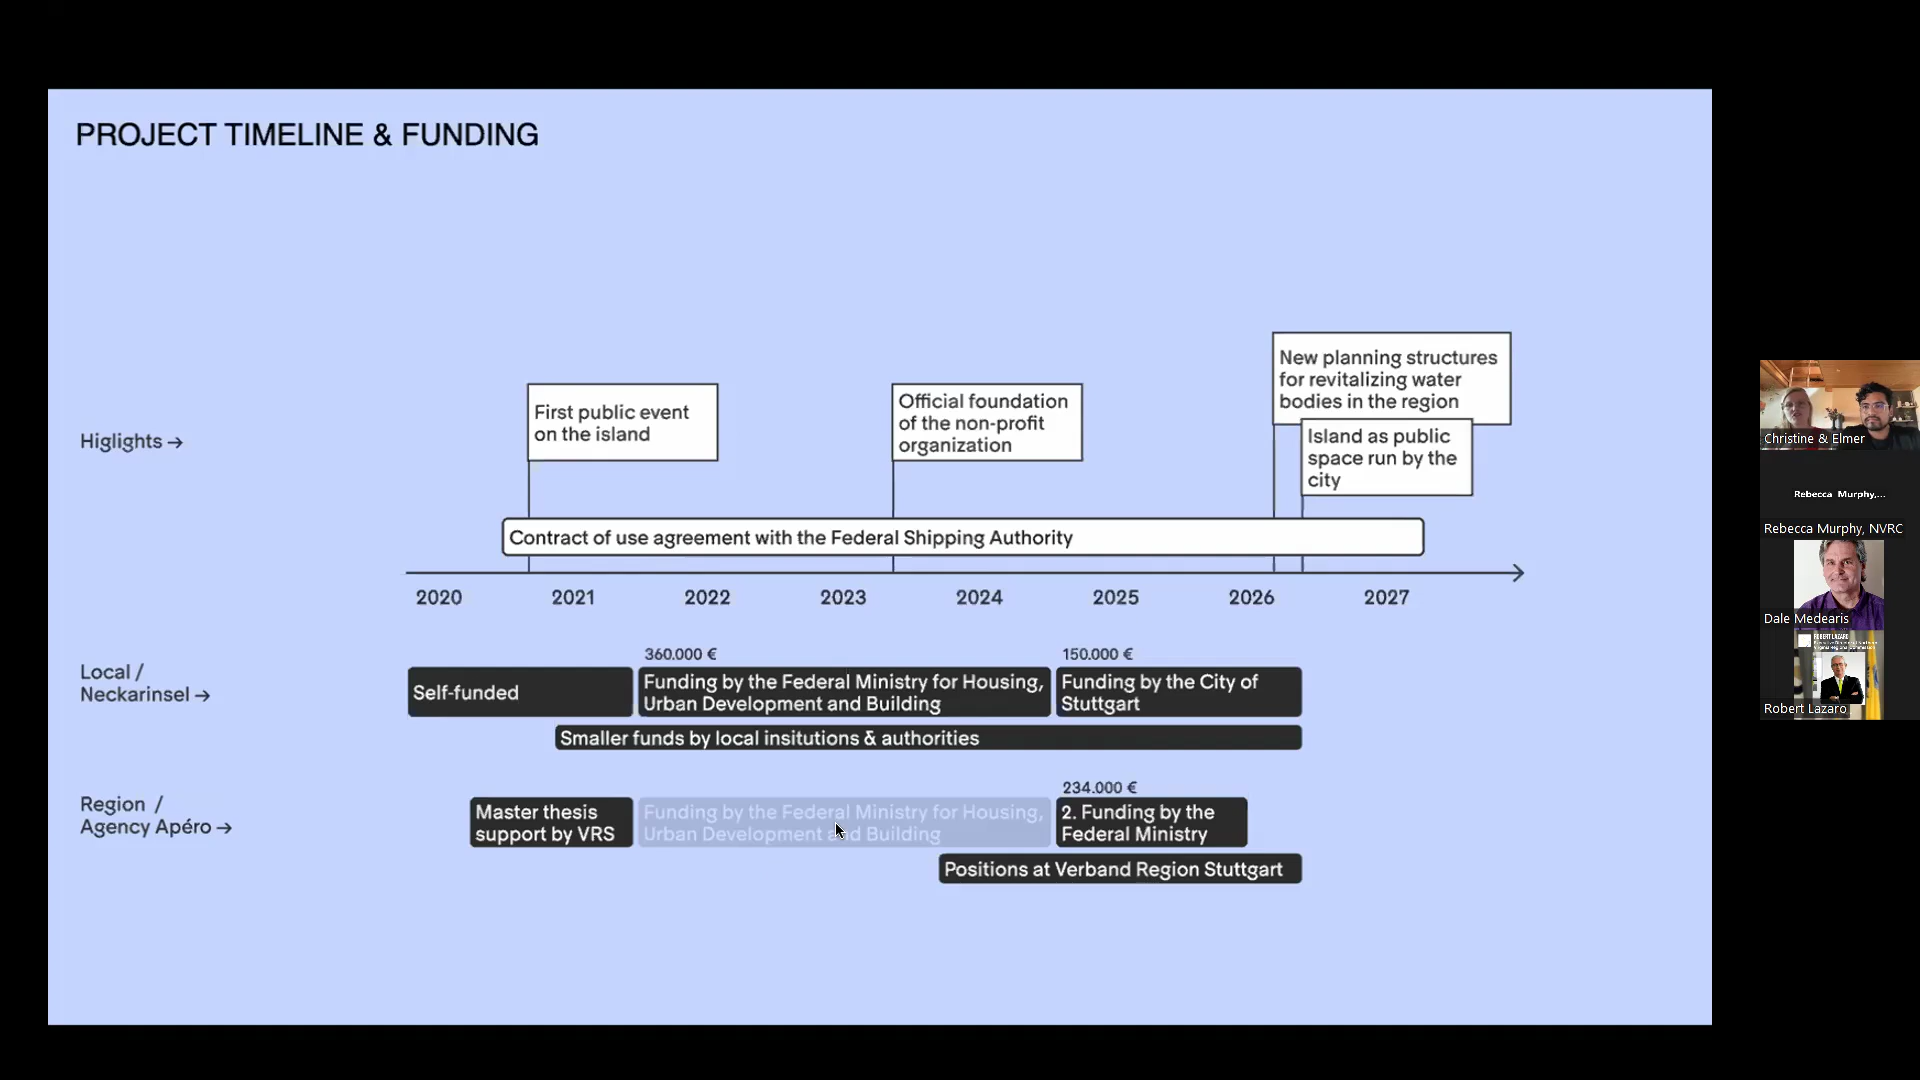 PROJECT TIMELINE & FUNDING
Higlights →
First public event
on the island
Official foundation
of the non-profit
organization
New planning structures
for revitalizing water
bodies in the region
Island as public
space run by the
city
Contract of use agreement with the Federal Shipping Authority
2020 2021 2022 2023 2024 2025 2026 2027
Local /
Neckarinsel →
Self-funded
360.000 €
Funding by the Federal Ministry for Housing,
Urban Development and Building
150.000 €
Funding by the City of
Stuttgart
Smaller funds by local insitutions & authorities
Region /
Agency Apéro →
Master thesis
support by VRS
Funding by the Federal Ministry for Housing,
Urban Development and Building
234.000 €
2. Funding by the
Federal Ministry
Positions at Verband Region Stuttgart
Christine & Elmer
Rebecca Murphy,...
Rebecca Murphy, NVRC
Dale Medearis
ROBERT LAZARO
Robert Lazaro